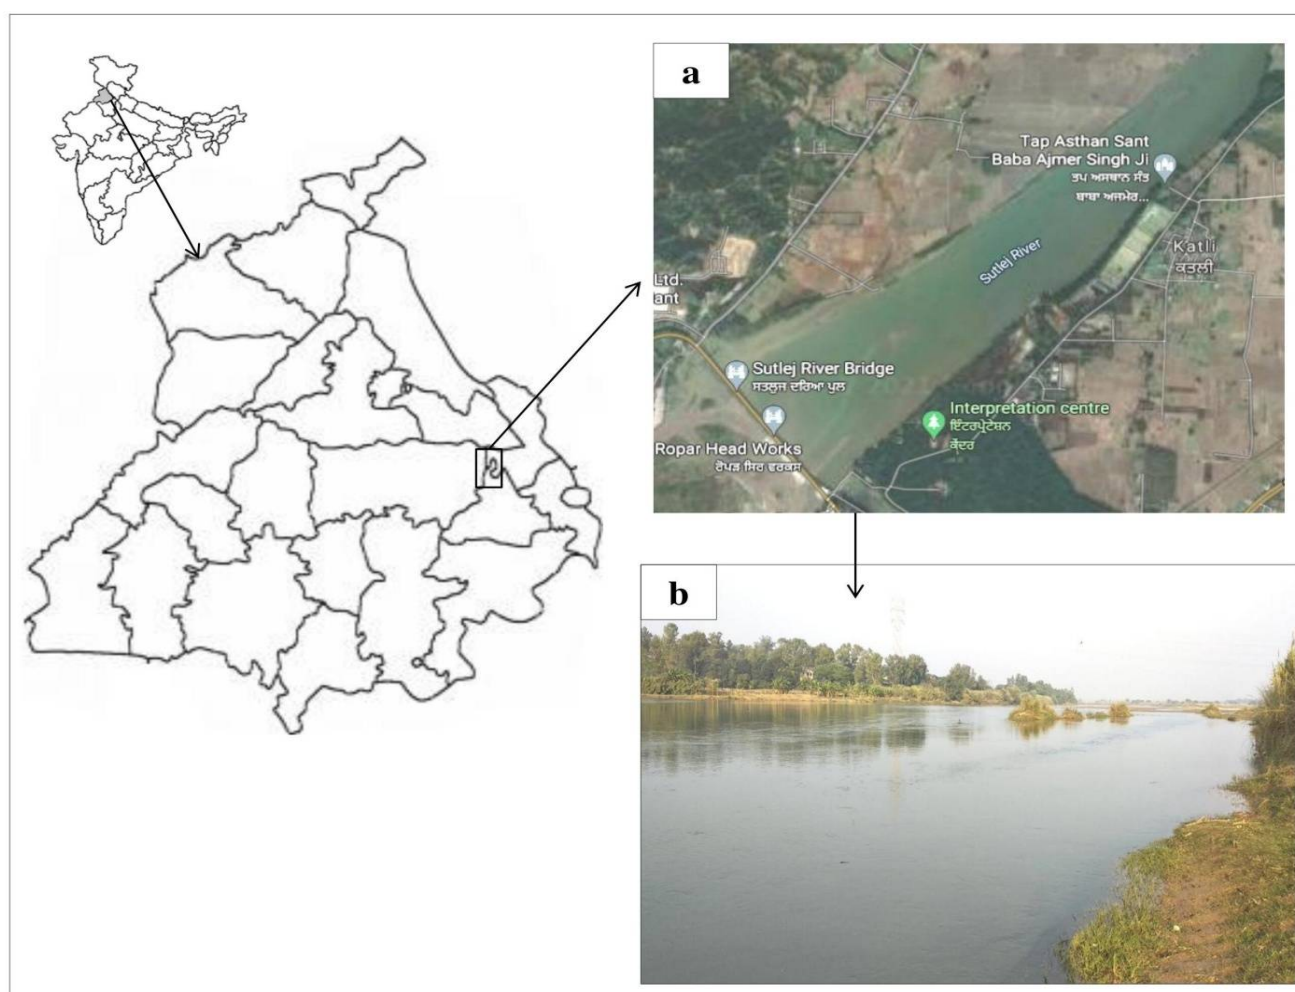 a
Tap Asthan Sant
Baba Ajmer Singh Ji
ਤਪ ਅਸਥਾਨ ਸੰਤ
ਬਾਬਾ ਅਜਮੇਰ...
Katli
ਕਤਲੀ
Sutlej River
Ltd.
ant
Sutlej River Bridge
ਸਤਲੁਜ ਦਰਿਆ ਪੁਲ
Interpretation centre
ਇੰਟਰਪ੍ਰੇਟੇਸ਼ਨ
ਕੇਂਦਰ
Ropar Head Works
ਰੋਪੜ ਸਿਰ ਵਰਕਸ
b